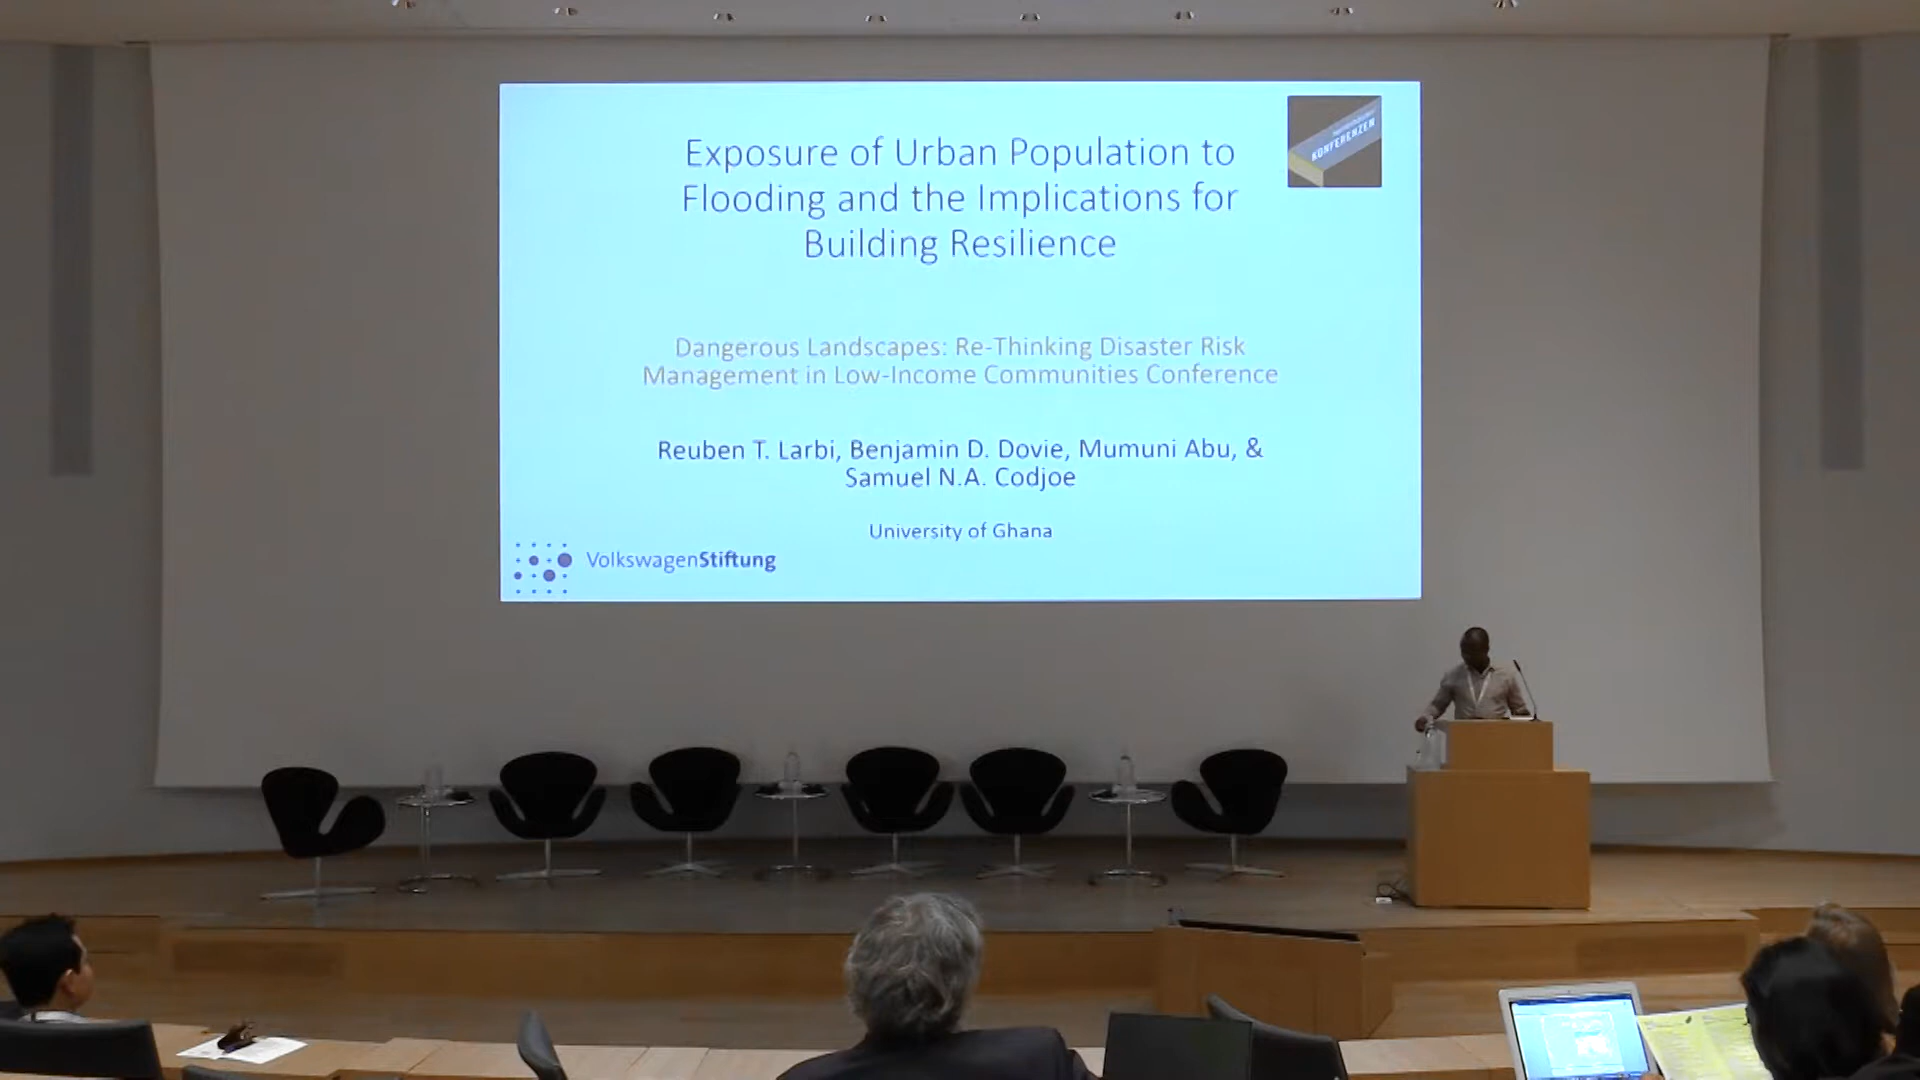 Exposure of Urban Population to
Flooding and the Implications for
Building Resilience
KONFERENZEN
Dangerous Landscapes: Re-Thinking Disaster Risk
Management in Low-Income Communities Conference
Reuben T. Larbi, Benjamin D. Dovie, Mumuni Abu, &
Samuel N.A. Codjoe
University of Ghana
VolkswagenStiftung